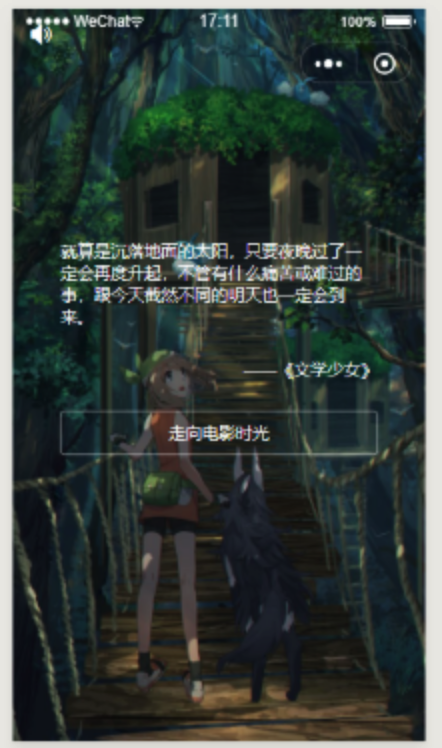 ●●●●● WeChat 17:11 100%
就算是沉落地面的太阳，只要夜晚过了一
定会再度升起，不管有什么痛苦或难过的
事，跟今天截然不同的明天也一定会到
来。
——《文学少女》
走向电影时光